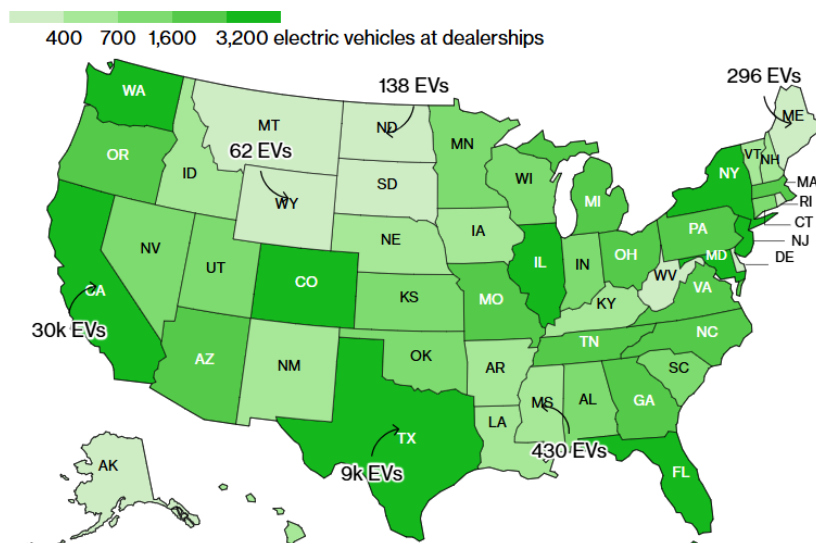 400 700 1,600 3,200 electric vehicles at dealerships
138 EVs
296 EVs
WA
MT
ND
ME
OR
62 EVs
MN
VT
NH
ID
SD
WI
NY
MA
WY
MI
RI
CT
NE
IA
PA
NJ
NV
UT
IL
IN
OH
MD
DE
CA
CO
WV
VA
KS
MO
KY
30k EVs
NC
TN
AZ
NM
OK
AR
SC
MS
AL
GA
LA
TX
430 EVs
9k EVs
FL
AK